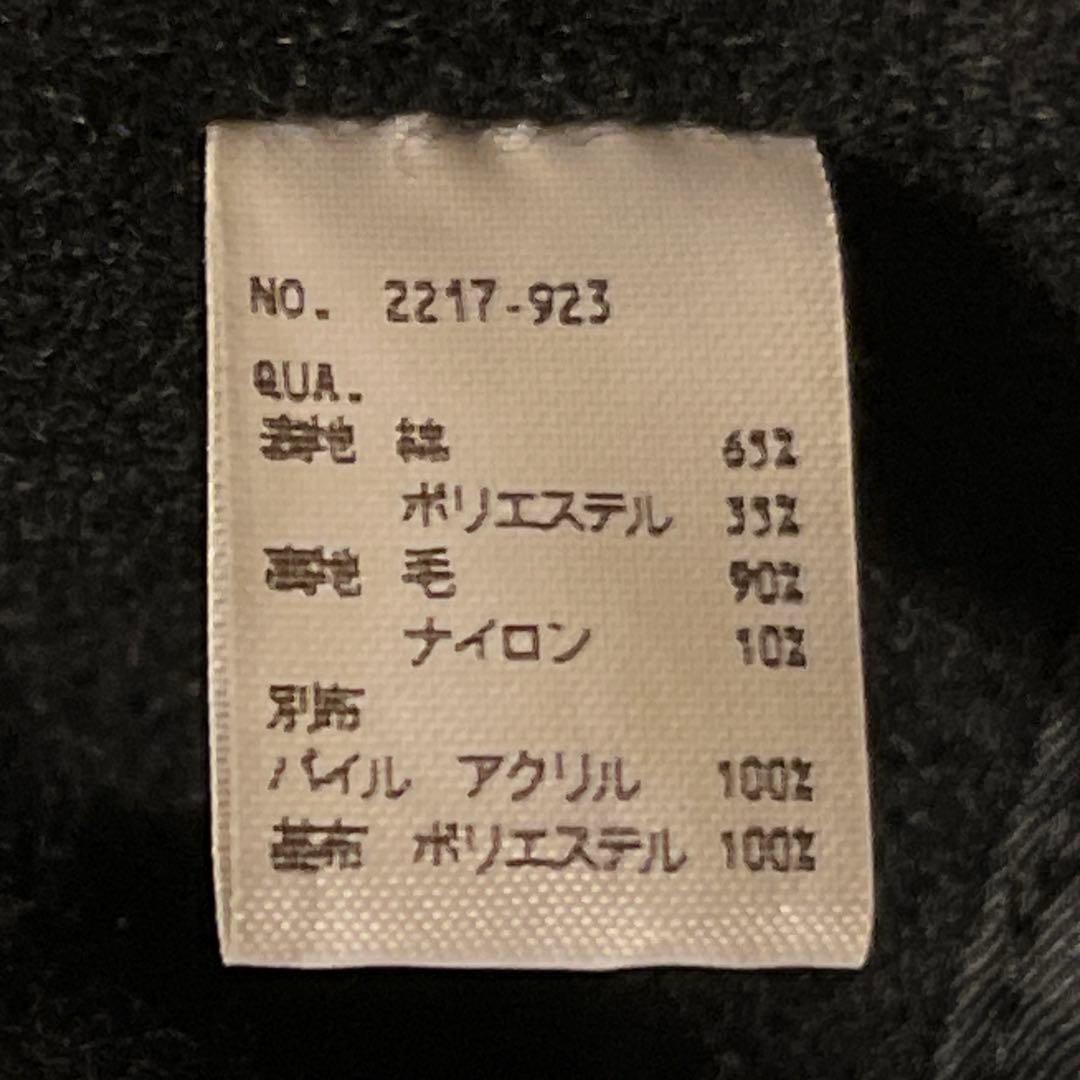 NO. 2217-923
QUA.
表地 綿 65%
ポリエステル 35%
裏地 毛 90%
ナイロン 10%
別布
パイル アクリル 100%
基布 ポリエステル 100%